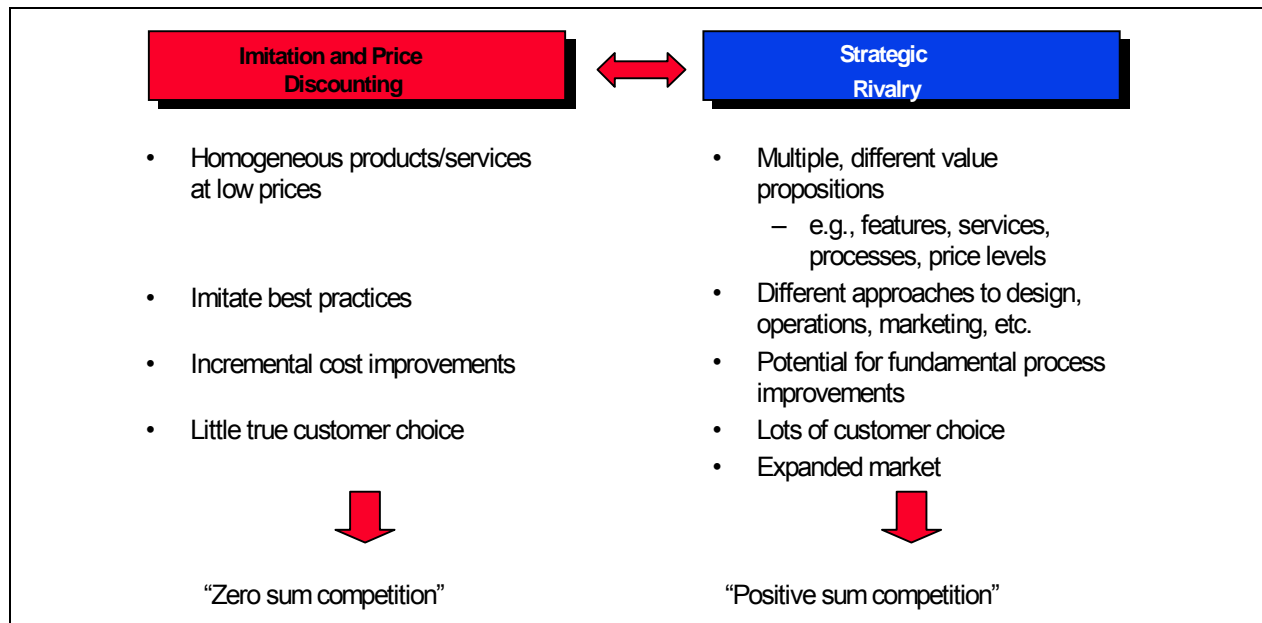 Imitation and Price
Discounting
Strategic
Rivalry
• Homogeneous products/services
at low prices
• Imitate best practices
• Incremental cost improvements
• Little true customer choice
• Multiple, different value
propositions
– e.g., features, services,
processes, price levels
• Different approaches to design,
operations, marketing, etc.
• Potential for fundamental process
improvements
• Lots of customer choice
• Expanded market
“Zero sum competition”
“Positive sum competition”